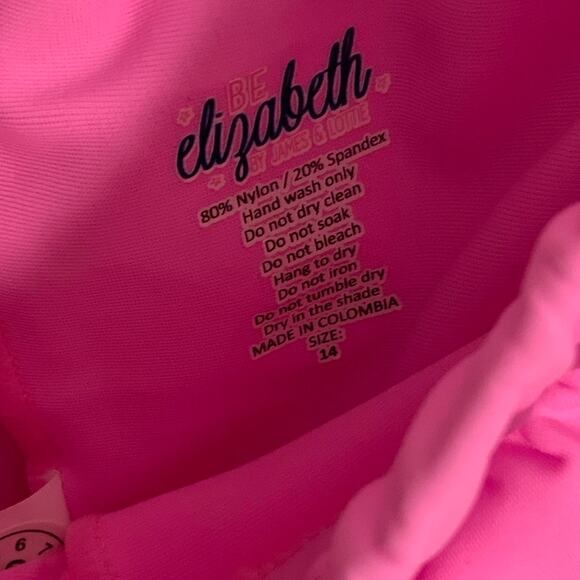 BE
elizabeth
BY JAMES & LOTTIE
80% Nylon / 20% Spandex
Hand wash only
Do not dry clean
Do not soak
Do not bleach
Hang to dry
Do not iron
Do not tumble dry
Dry in the shade
MADE IN COLOMBIA
SIZE:
14
6